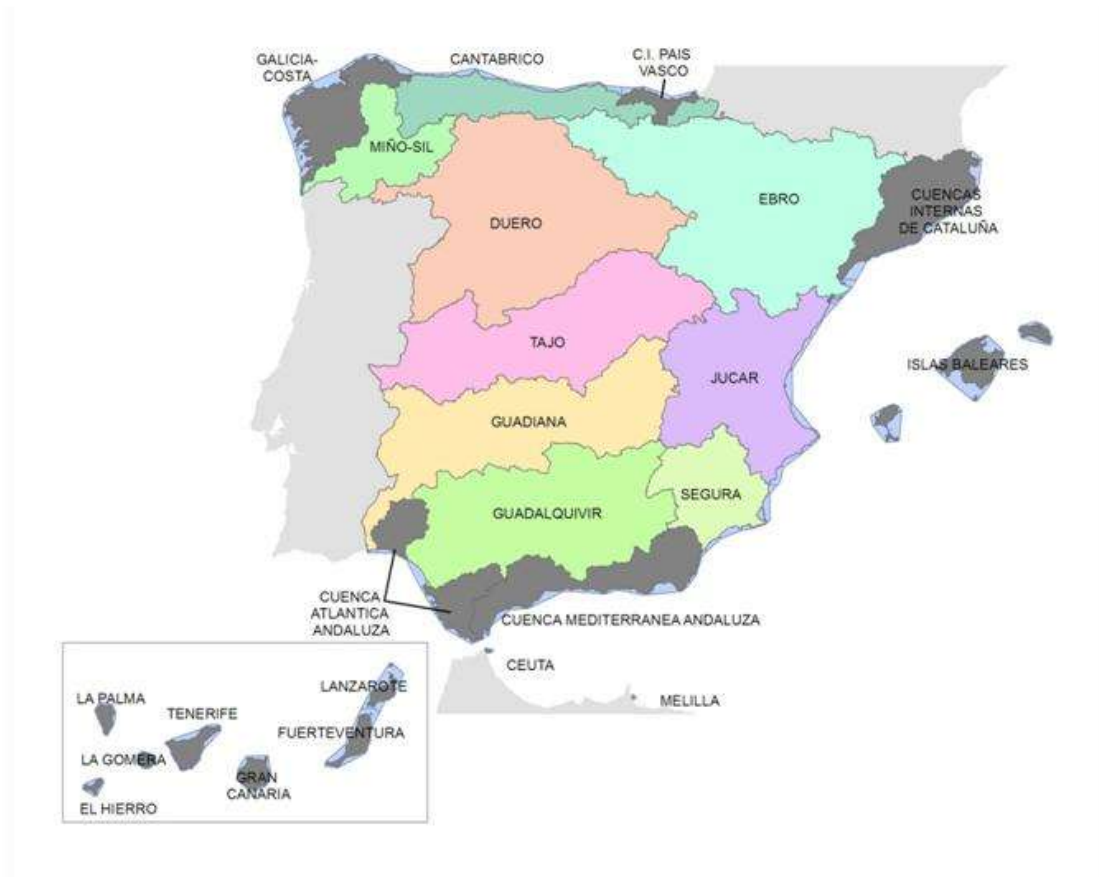 GALICIA-
COSTA
CANTABRICO
C.I. PAIS
VASCO
MIÑO-SIL
DUERO
EBRO
CUENCAS
INTERNAS
DE CATALUÑA
TAJO
JUCAR
ISLAS BALEARES
GUADIANA
SEGURA
GUADALQUIVIR
CUENCA
ATLANTICA
ANDALUZA
CUENCA MEDITERRANEA ANDALUZA
CEUTA
MELILLA
LANZAROTE
LA PALMA
TENERIFE
FUERTEVENTURA
LA GOMERA
GRAN
CANARIA
EL HIERRO